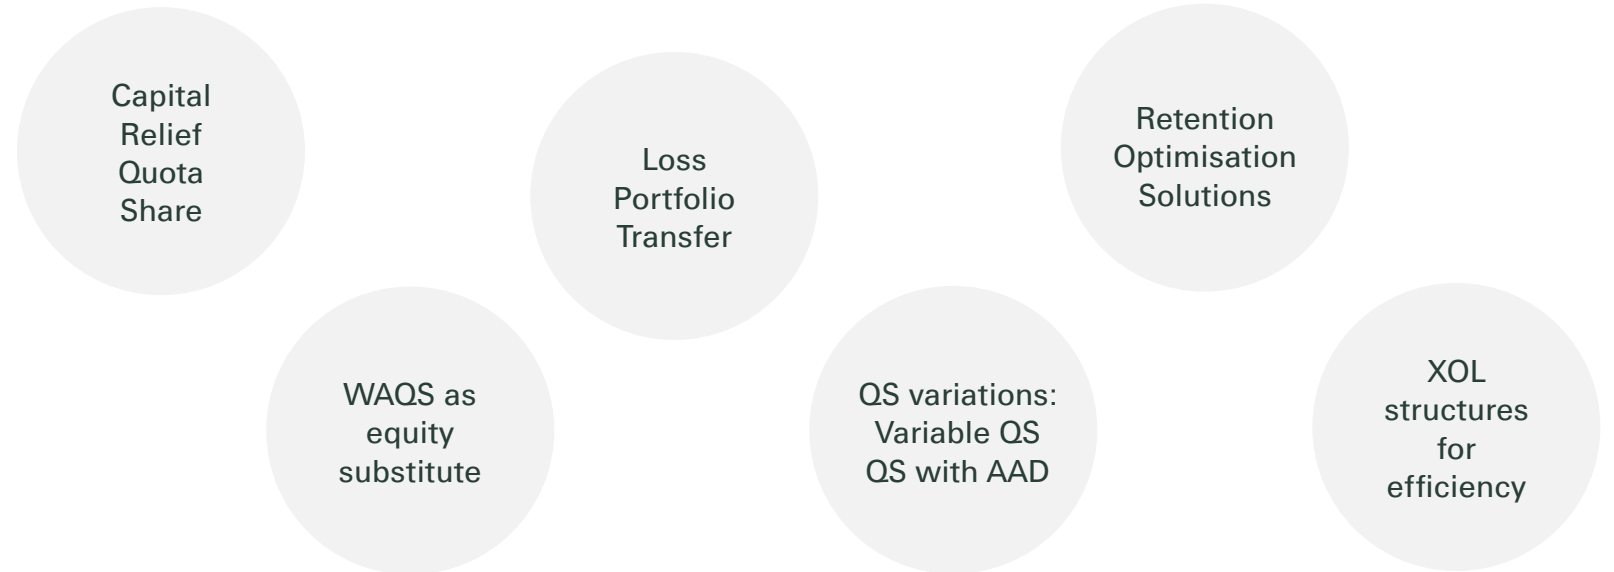 Capital
Relief
Quota
Share
WAQS as
equity
substitute
Loss
Portfolio
Transfer
QS variations:
Variable QS
QS with AAD
Retention
Optimisation
Solutions
XOL
structures
for
efficiency